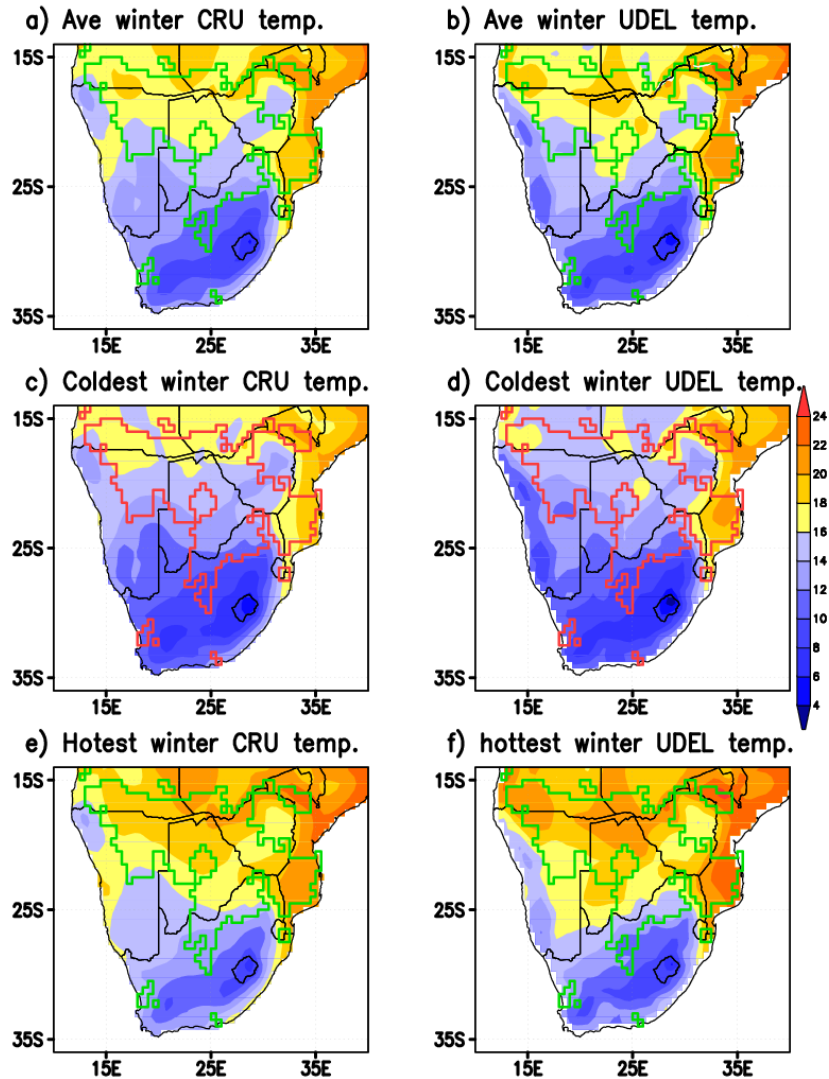 a) Ave winter CRU temp.
b) Ave winter UDEL temp.
15S
25S
35S
15E
25E
35E
15S
25S
35S
15E
25E
35E
c) Coldest winter CRU temp.
d) Coldest winter UDEL temp.
15S
25S
35S
15E
25E
35E
15S
25S
35S
15E
25E
35E
24
22
20
18
16
14
12
10
8
6
4
e) Hotest winter CRU temp.
f) hottest winter UDEL temp.
15S
25S
35S
15E
25E
35E
15S
25S
35S
15E
25E
35E